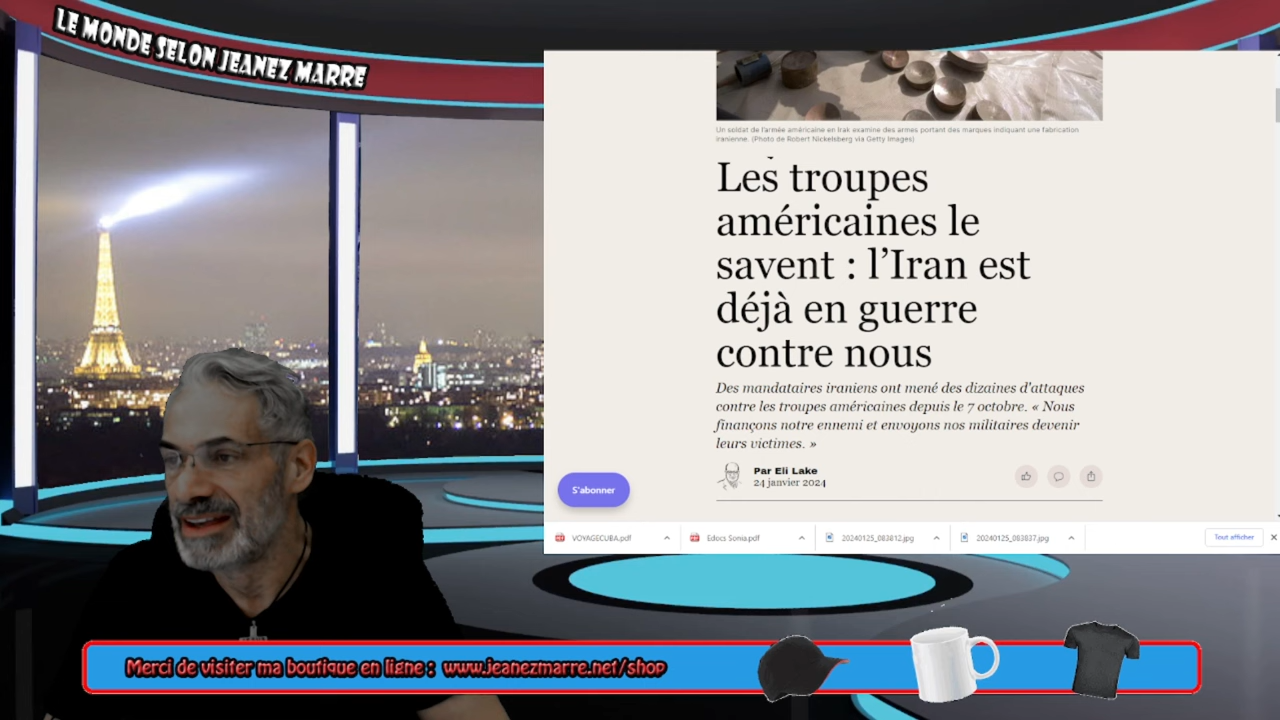 LE MONDE SELON JEANEZ MARRE
Un soldat de l'armée américaine en Irak examine des armes portant des marques indiquant une fabrication
iranienne. (Photo de Robert Nickelsberg via Getty Images)
Les troupes
américaines le
savent : l'Iran est
déjà en guerre
contre nous
Des mandataires iraniens ont mené des dizaines d'attaques
contre les troupes américaines depuis le 7 octobre. « Nous
finançons notre ennemi et envoyons nos militaires devenir
leurs victimes. »
Par Eli Lake
24 janvier 2024
S'abonner
VOYAGECUBA.pdf
Edocs Sonia.pdf
20240125_083812.jpg
20240125_083837.jpg
Tout afficher
Merci de visiter ma boutique en ligne : www.jeanezmarre.net/shop